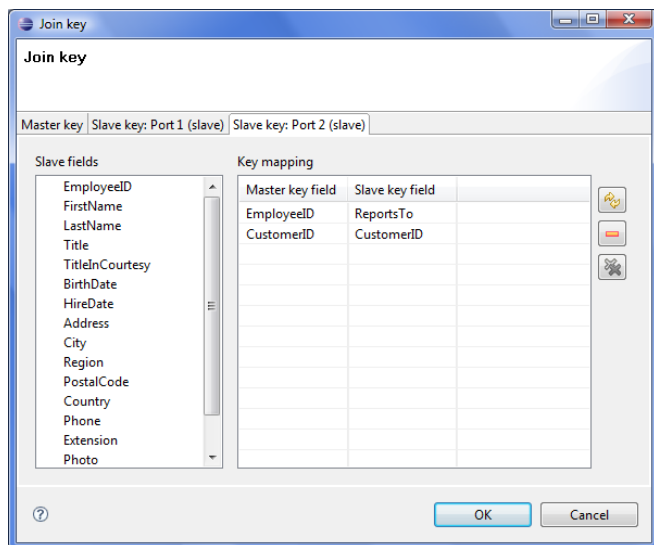 Join key
Join key
Master key Slave key: Port 1 (slave) Slave key: Port 2 (slave)
Slave fields
EmployeeID
FirstName
LastName
Title
TitleInCourtesy
BirthDate
HireDate
Address
City
Region
PostalCode
Country
Phone
Extension
Photo
Key mapping
Master key field Slave key field
EmployeeID ReportsTo
CustomerID CustomerID
? OK Cancel